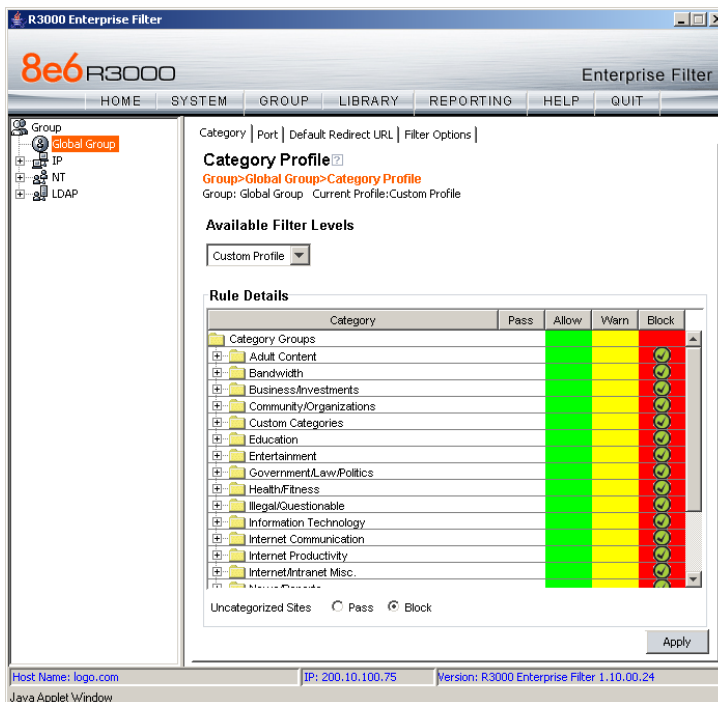 R3000 Enterprise Filter
8e6 R3000
Enterprise Filter
HOME SYSTEM GROUP LIBRARY REPORTING HELP QUIT
Group
Global Group
IP
NT
LDAP
Category Port Default Redirect URL Filter Options
Category Profile
Group>Global Group>Category Profile
Group: Global Group Current Profile:Custom Profile
Available Filter Levels
Custom Profile
Rule Details
Category Pass Allow Warn Block
Category Groups
Adult Content
Bandwidth
Business/Investments
Community/Organizations
Custom Categories
Education
Entertainment
Government/Law/Politics
Health/Fitness
Illegal/Questionable
Information Technology
Internet Communication
Internet Productivity
Internet/Intranet Misc.
Uncategorized Sites Pass Block
Apply
Host Name: logo.com IP: 200.10.100.75 Version: R3000 Enterprise Filter 1.10.00.24
Java Applet Window